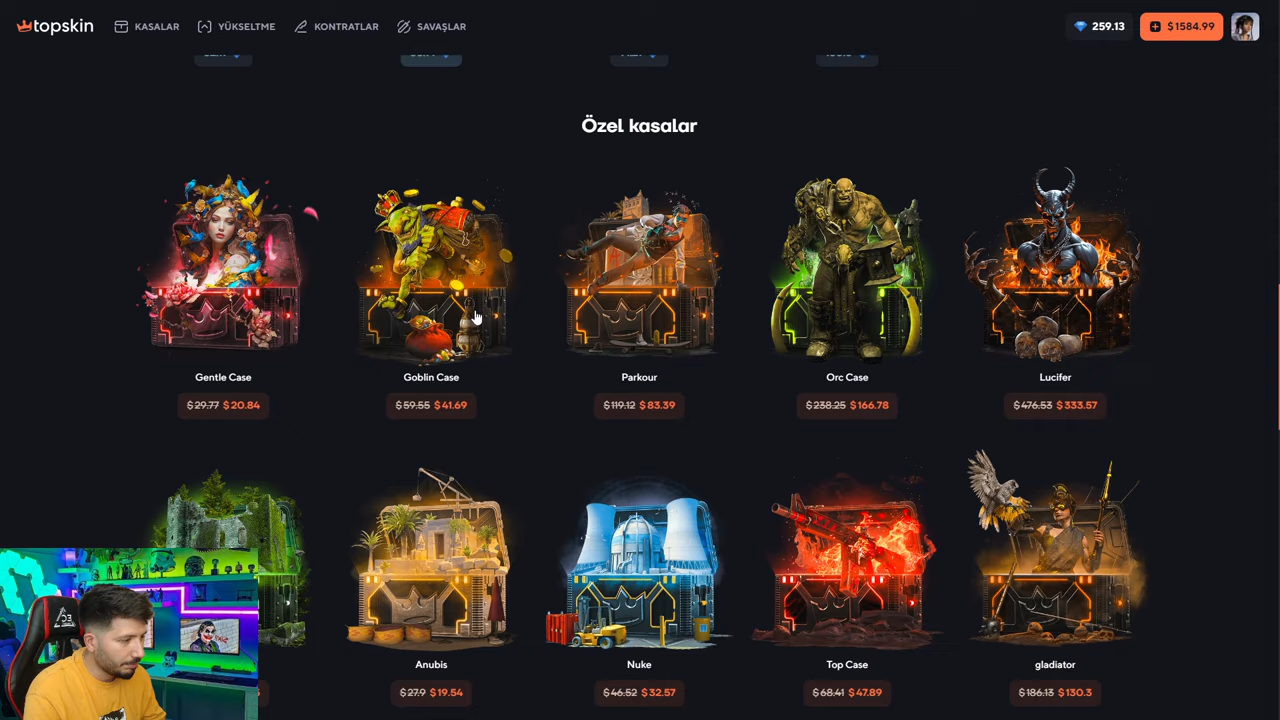 topskin
KASALAR
YÜKSELTME
KONTRATLAR
SAVAŞLAR
259.13
$1584.99
Özel kasalar
Gentle Case
Goblin Case
Parkour
Orc Case
Lucifer
$29.77 $20.84
$59.55 $41.69
$119.12 $83.39
$238.25 $166.78
$476.53 $333.57
Anubis
Nuke
Top Case
gladiator
$27.9 $19.54
$46.52 $32.57
$68.41 $47.89
$186.13 $130.3